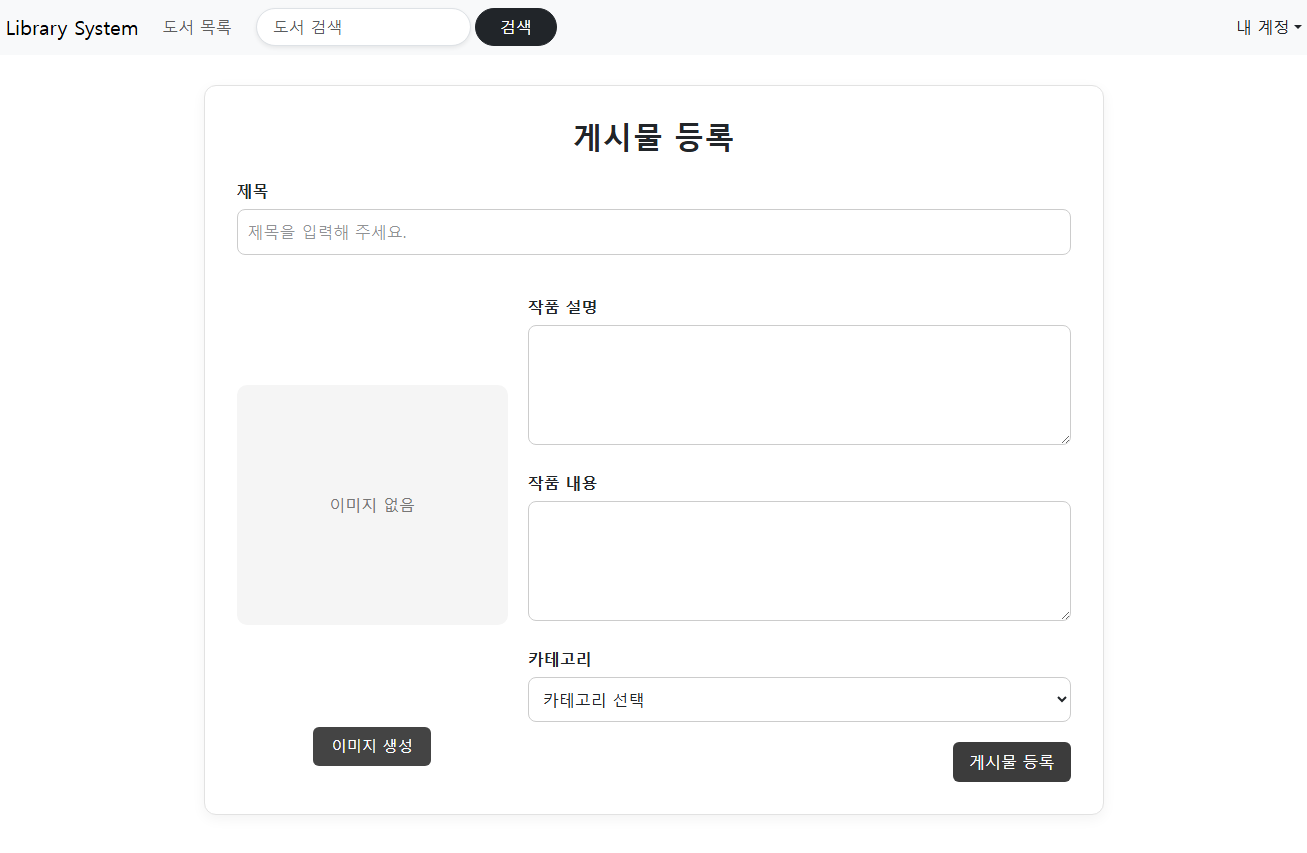 Library System 도서 목록 도서 검색 검색 내 계정
게시물 등록
제목
제목을 입력해 주세요.
작품 설명
이미지 없음
작품 내용
카테고리
카테고리 선택
이미지 생성
게시물 등록